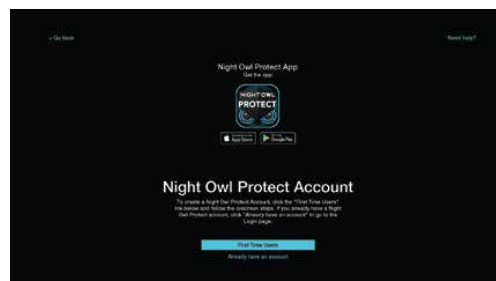 < Go back
Need help?
Night Owl Protect App
Get the app
NIGHT OWL
PROTECT
App Store
Google Play
Night Owl Protect Account
To create a Night Owl Protect Account, click the "First Time Users"
link below and follow the onscreen steps. If you already have a Night
Owl Protect account, click "Already have an account" to go to the
Login page.
First Time Users
Already have an account